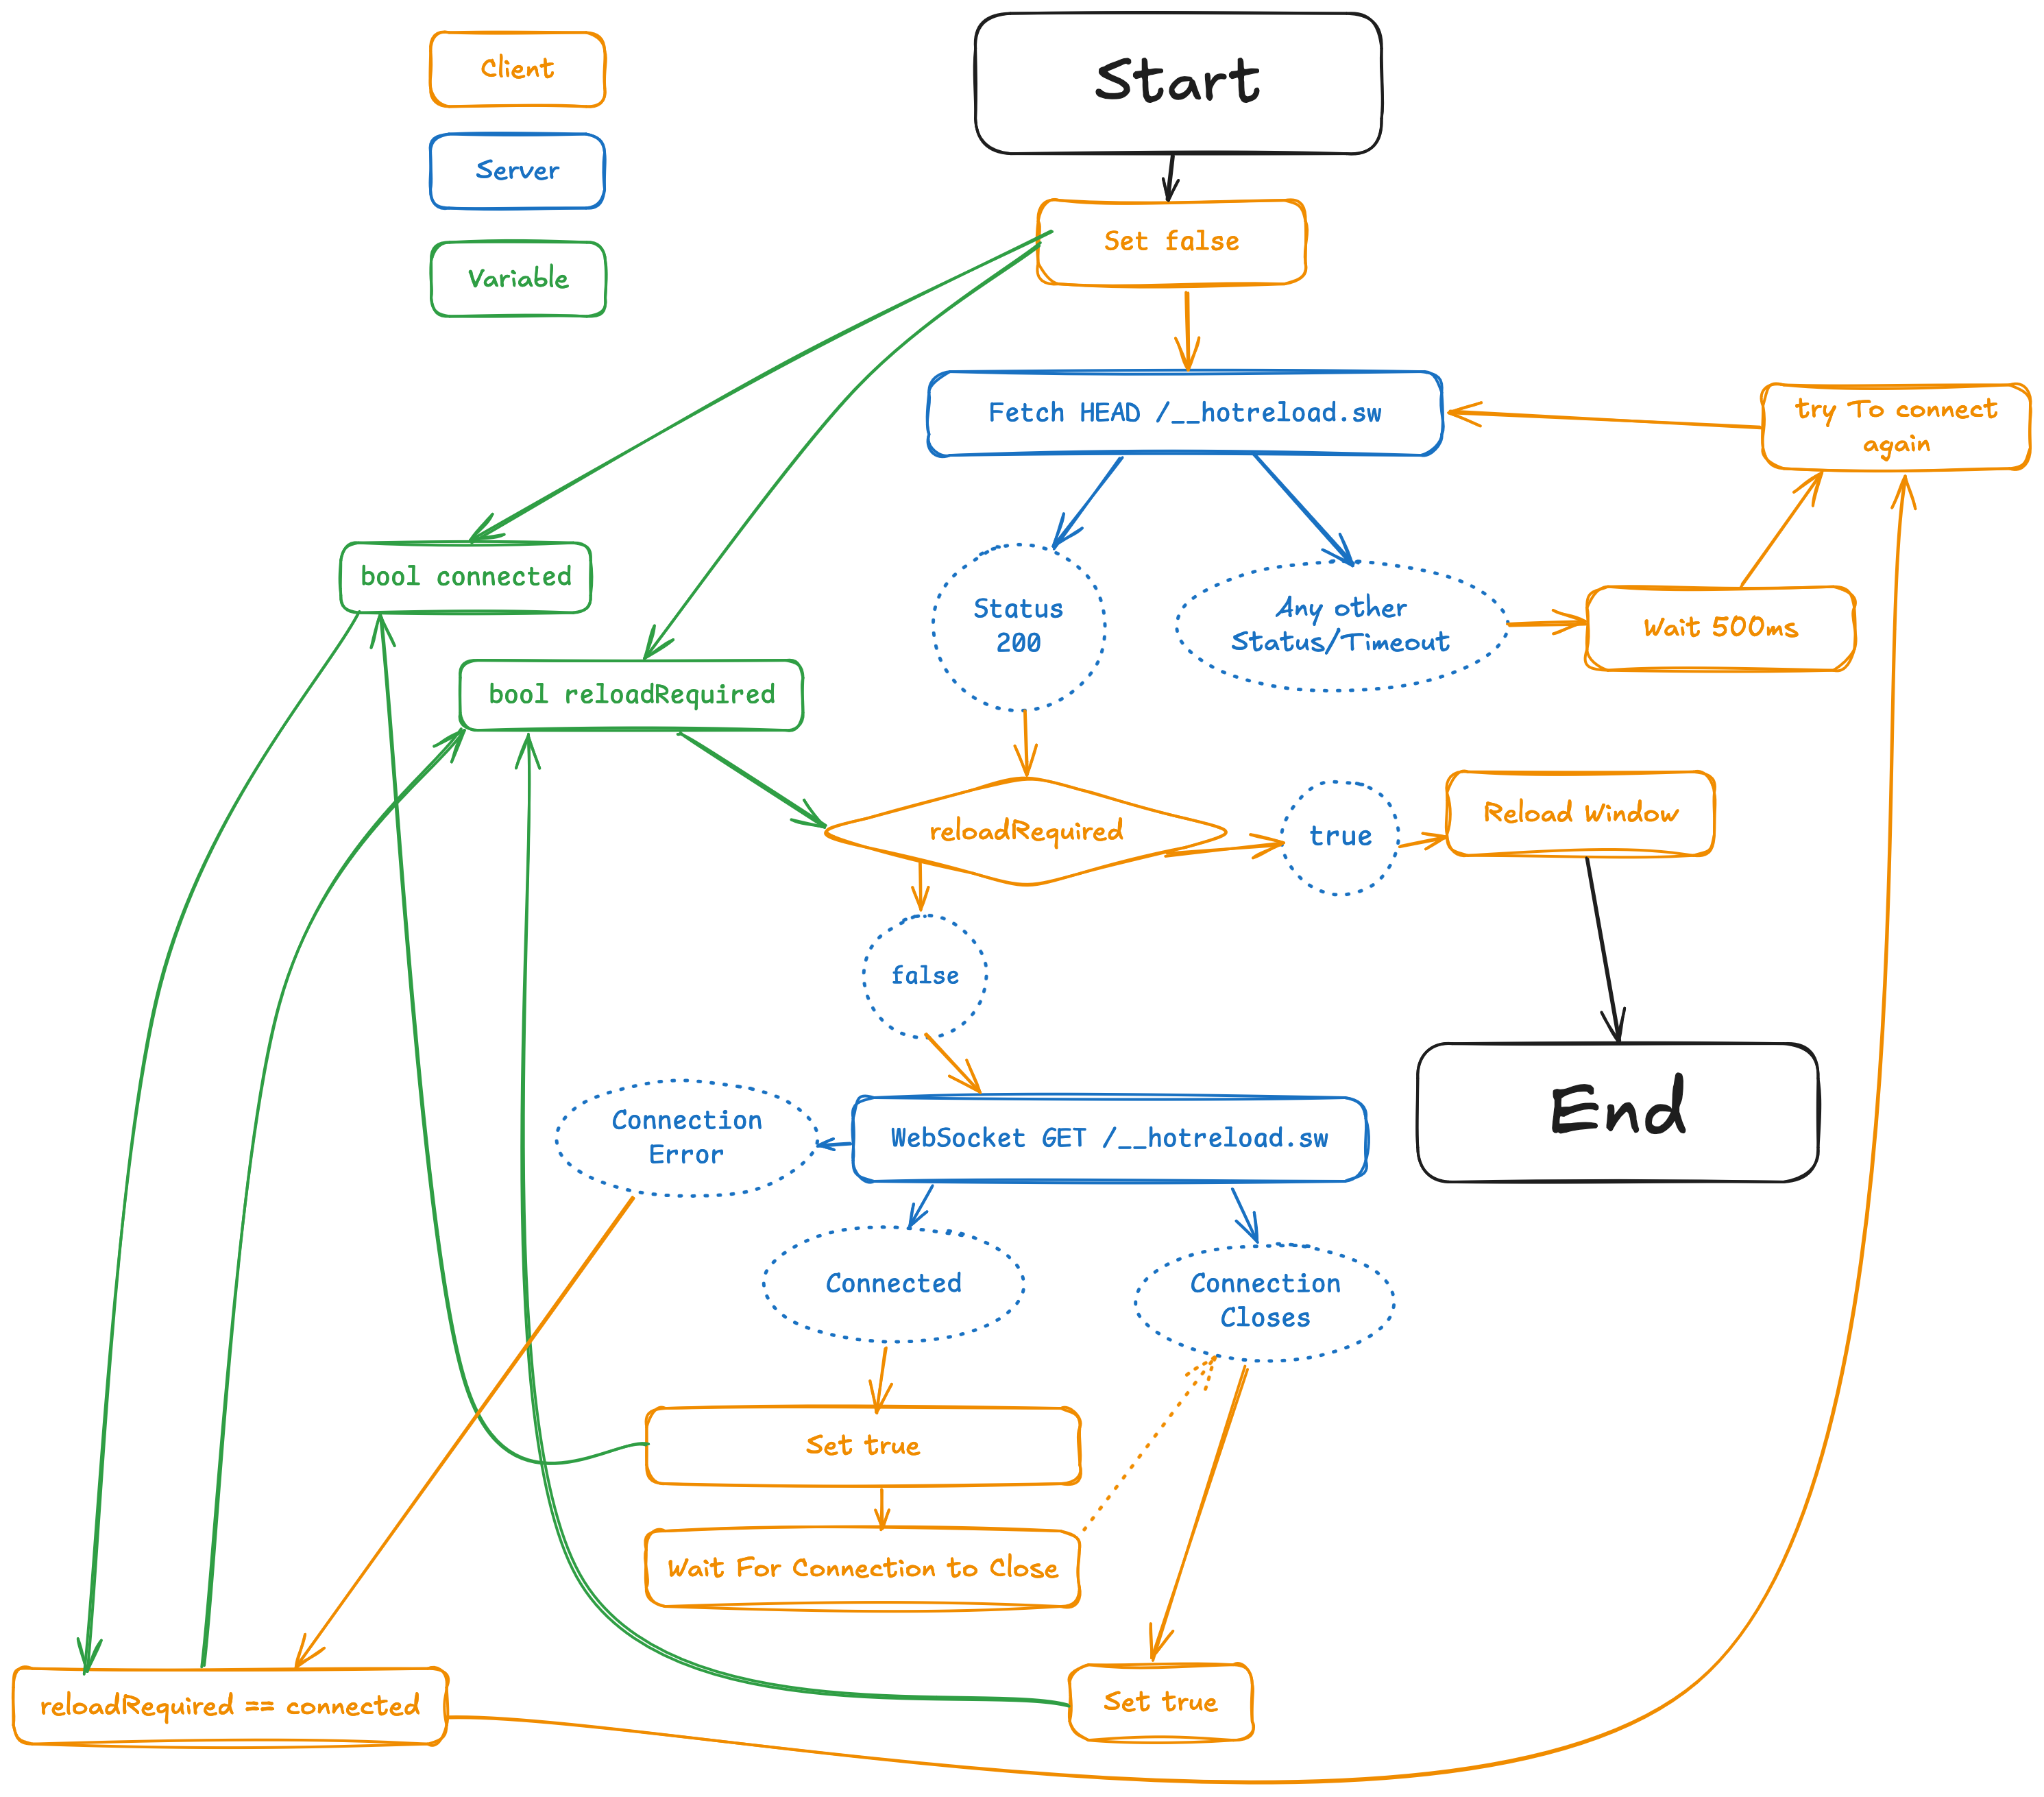 Client
Start
Server
Set false
Variable
Fetch HEAD /__hotreload.sw
try To connect
again
bool connected
Status
200
Any other
Status/Timeout
Wait 500ms
bool reloadRequired
reloadRequired
true
Reload Window
false
Connection
Error
WebSocket GET /__hotreload.sw
End
Connected
Connection
Closes
Set true
Wait For Connection to Close
reloadRequired == connected
Set true